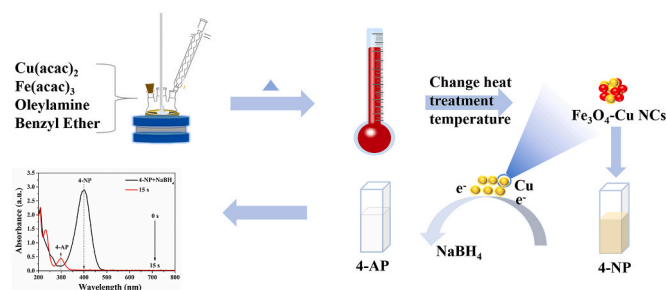 Cu(acac)2
Fe(acac)3
Oleylamine
Benzyl Ether
Change heat
treatment
temperature
Fe3O4-Cu NCs
Cu
e-
e-
NaBH4
4-AP
4-NP
4-NP
4-NP+NaBH4
15 s
0 s
15 s
4-AP
Absorbance (a.u.)
3.5
3.0
2.5
2.0
1.5
1.0
0.5
0.0
200 300 400 500 600 700 800
Wavelength (nm)